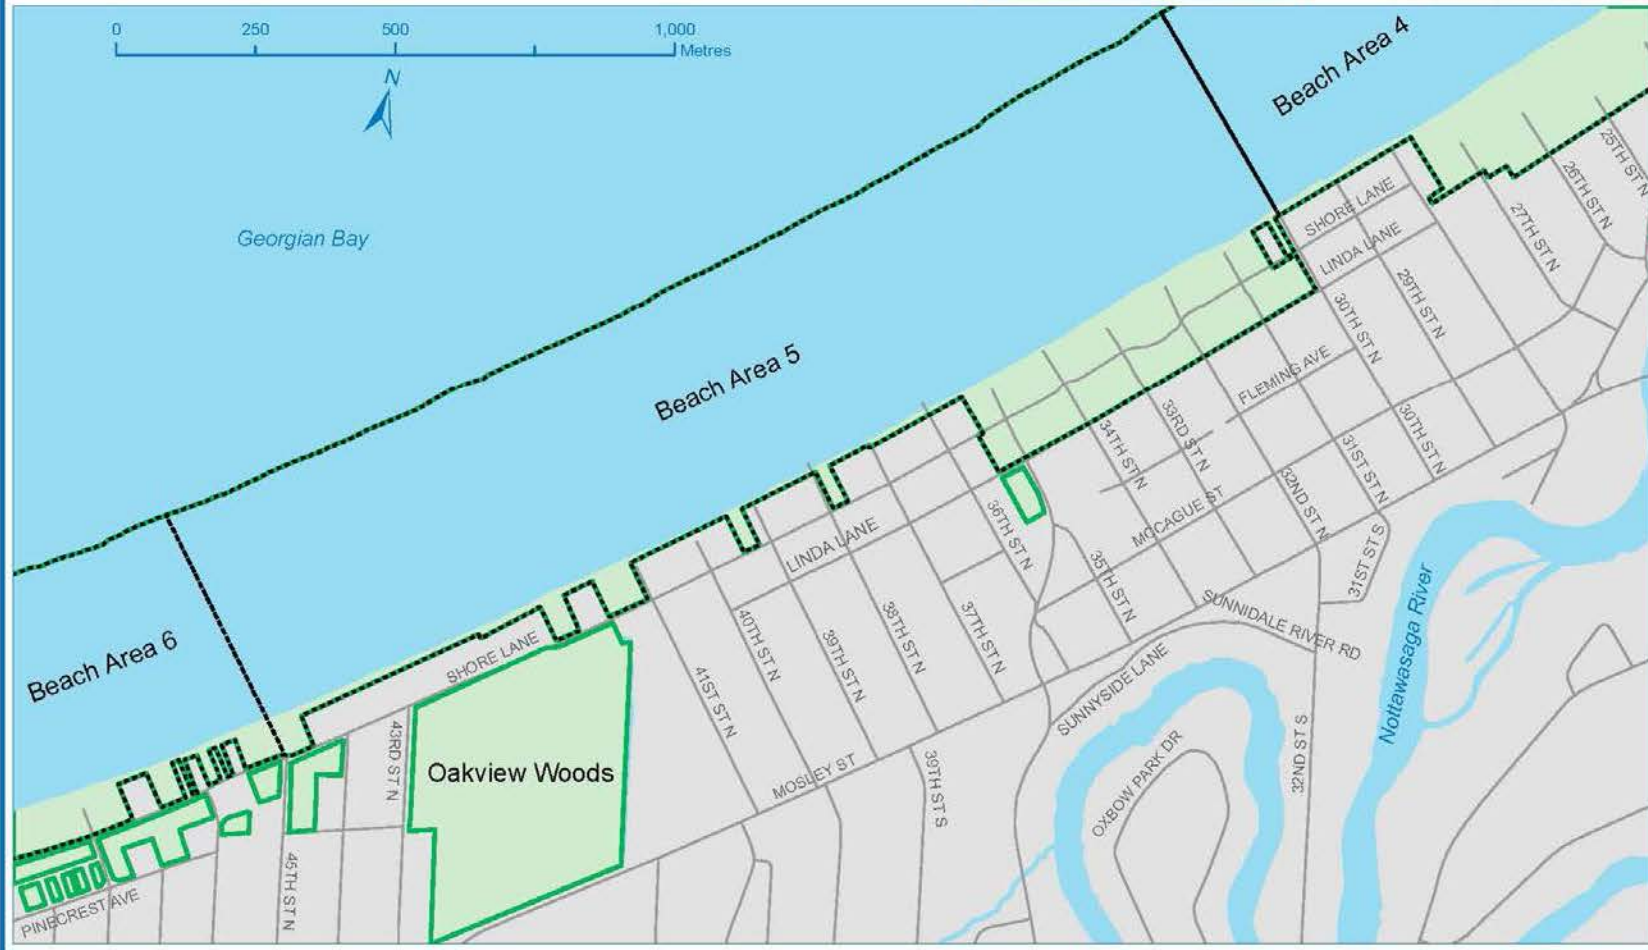 0 250 500 1,000
Metres
N
Georgian Bay
Beach Area 4
Beach Area 5
Beach Area 6
25TH ST N
26TH ST N
27TH ST N
SHORE LANE
LINDA LANE
29TH ST N
30TH ST N
FLEMING AVE
33RD ST N
34TH ST N
30TH ST N
31ST ST N
32ND ST N
MCCAGUE ST
36TH ST N
35TH ST N
31ST ST S
LINDA LANE
SUNNIDALE RIVER RD
Nottawasaga River
37TH ST N
38TH ST N
39TH ST N
40TH ST N
41ST ST N
SHORE LANE
SUNNYSIDE LANE
43RD ST N
Oakview Woods
MOSLEY ST
39TH ST S
OXBOW PARK DR
32ND ST S
45TH ST N
PINECREST AVE